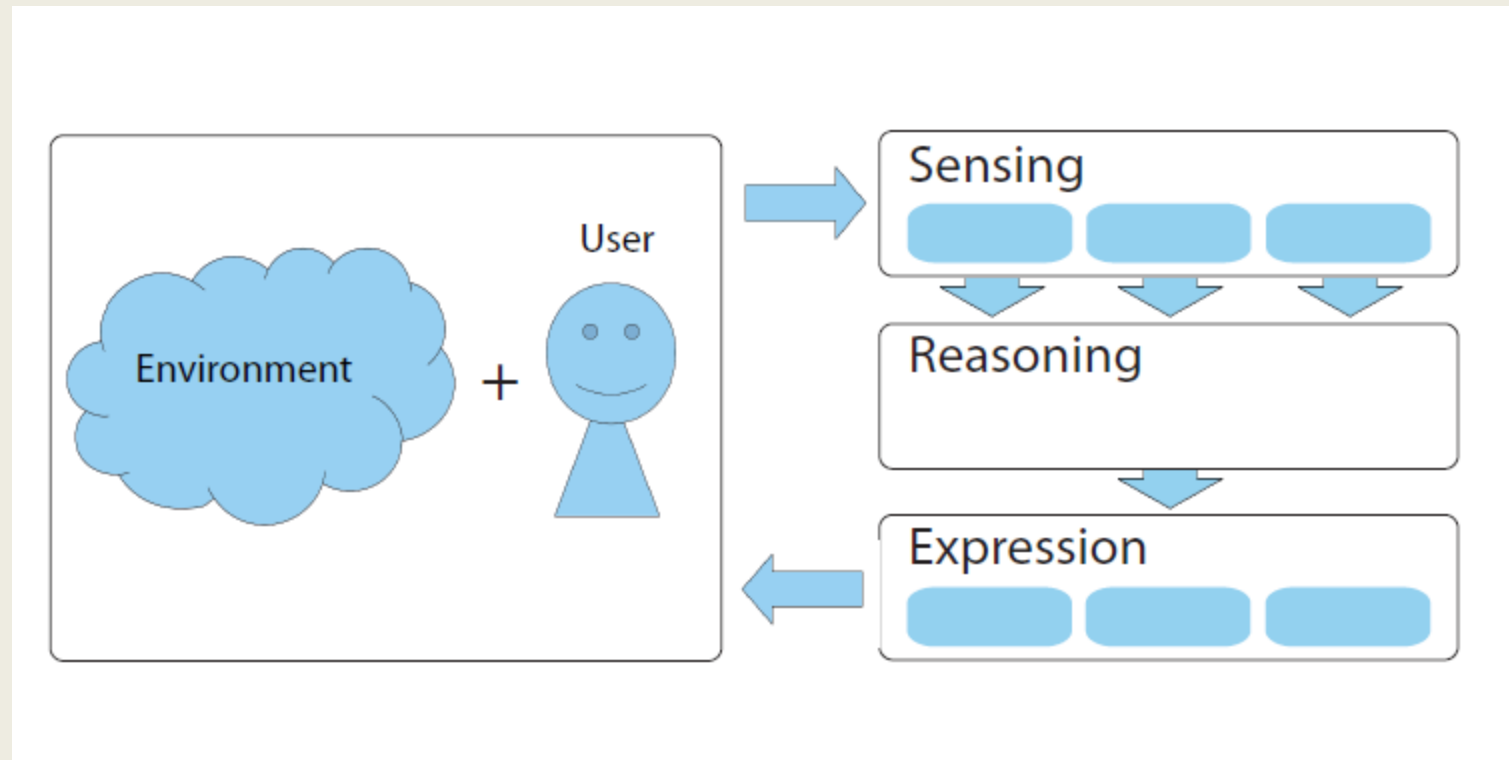 User
Environment
+
Sensing
Reasoning
Expression